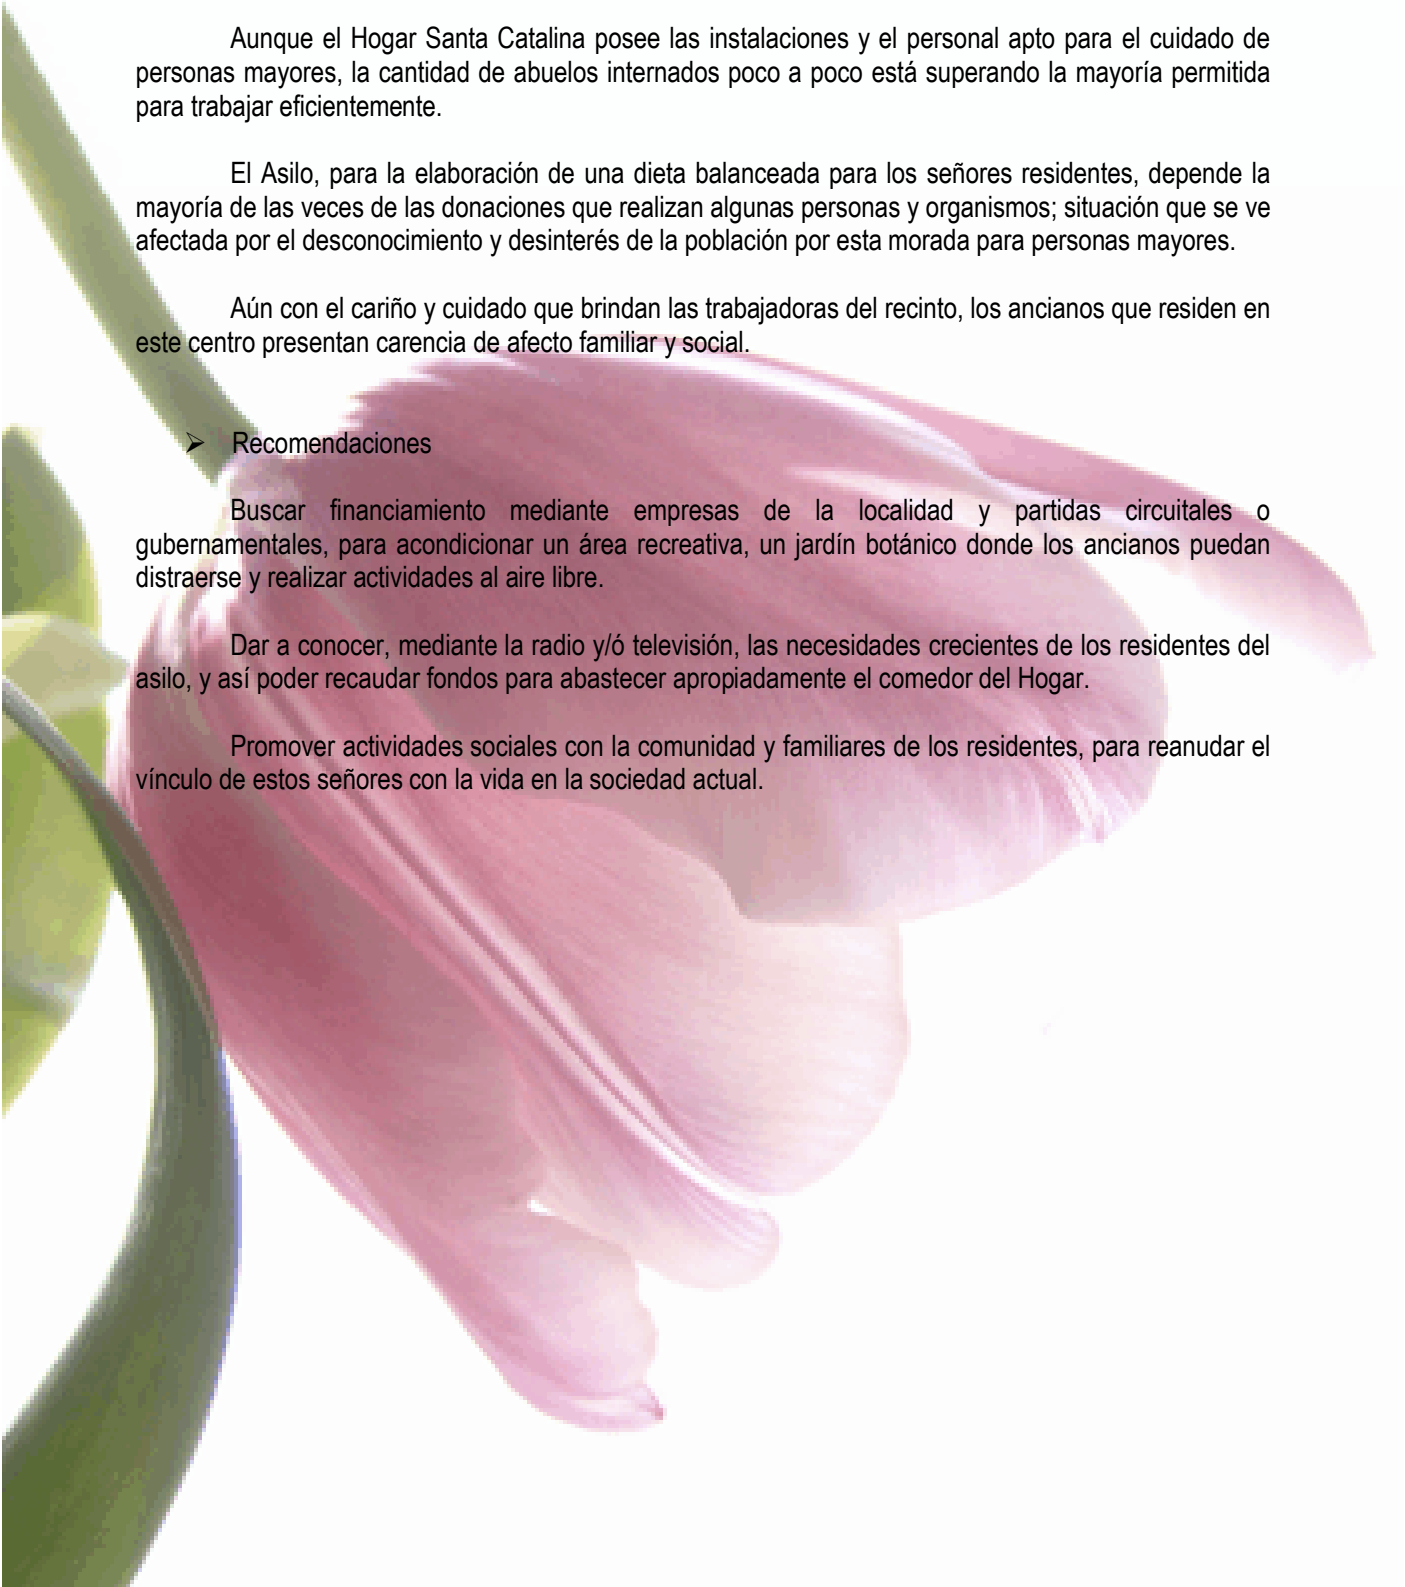 Aunque el Hogar Santa Catalina posee las instalaciones y el personal apto para el cuidado de
personas mayores, la cantidad de abuelos internados poco a poco está superando la mayoría permitida
para trabajar eficientemente.
El Asilo, para la elaboración de una dieta balanceada para los señores residentes, depende la
mayoría de las veces de las donaciones que realizan algunas personas y organismos; situación que se ve
afectada por el desconocimiento y desinterés de la población por esta morada para personas mayores.
Aún con el cariño y cuidado que brindan las trabajadoras del recinto, los ancianos que residen en
este centro presentan carencia de afecto familiar y social.
➢ Recomendaciones
Buscar financiamiento mediante empresas de la localidad y partidas circuitales o
gubernamentales, para acondicionar un área recreativa, un jardín botánico donde los ancianos puedan
distraerse y realizar actividades al aire libre.
Dar a conocer, mediante la radio y/ó televisión, las necesidades crecientes de los residentes del
asilo, y así poder recaudar fondos para abastecer apropiadamente el comedor del Hogar.
Promover actividades sociales con la comunidad y familiares de los residentes, para reanudar el
vínculo de estos señores con la vida en la sociedad actual.